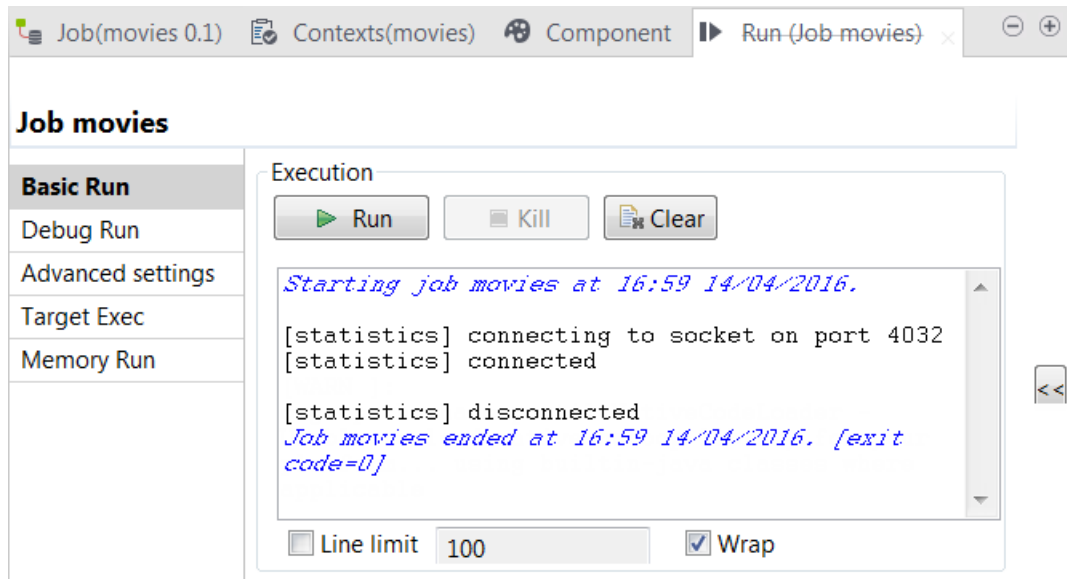 Job(movies 0.1) Contexts(movies) Component Run (Job movies)
Job movies
Basic Run
Debug Run
Advanced settings
Target Exec
Memory Run
Execution
Run Kill Clear
Starting job movies at 16:59 14/04/2016.
[statistics] connecting to socket on port 4032
[statistics] connected
[statistics] disconnected
Job movies ended at 16:59 14/04/2016. [exit
code=0]
<<
Line limit 100 Wrap